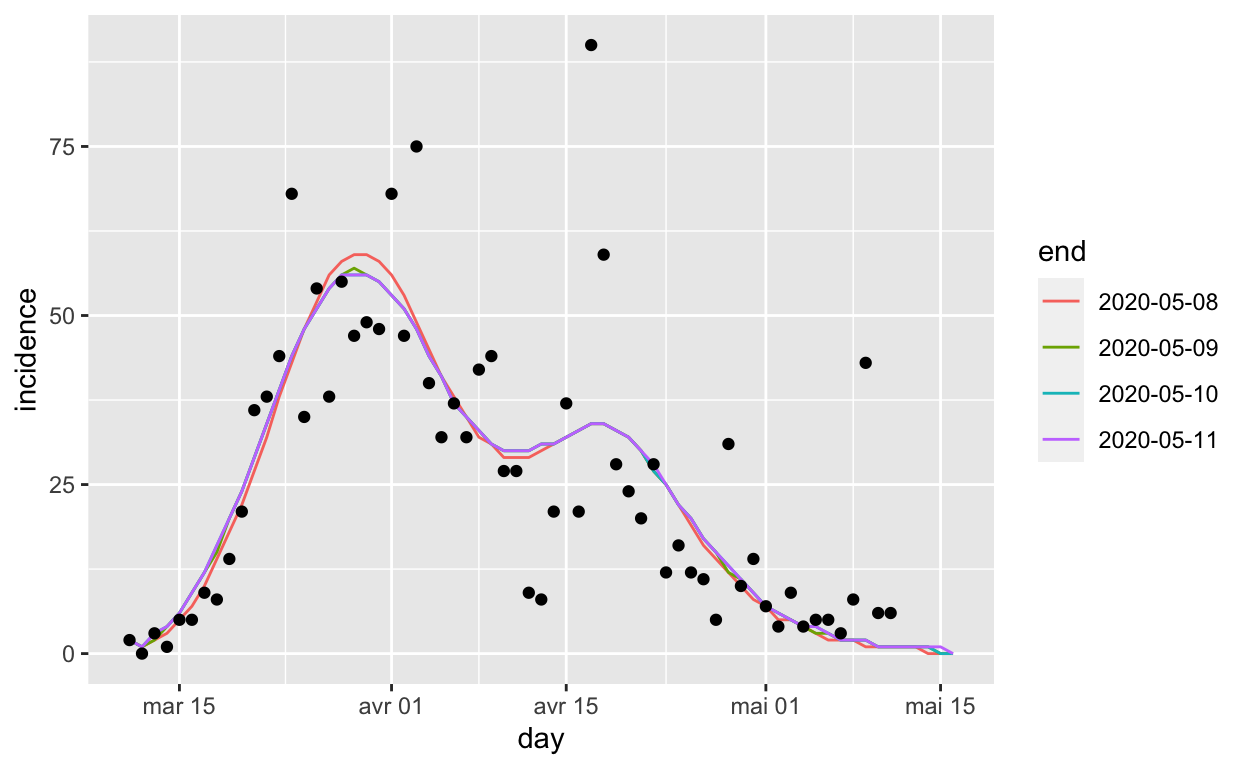 75
50
25
0
incidence
mar 15
avr 01
avr 15
mai 01
mai 15
day
end
2020-05-08
2020-05-09
2020-05-10
2020-05-11